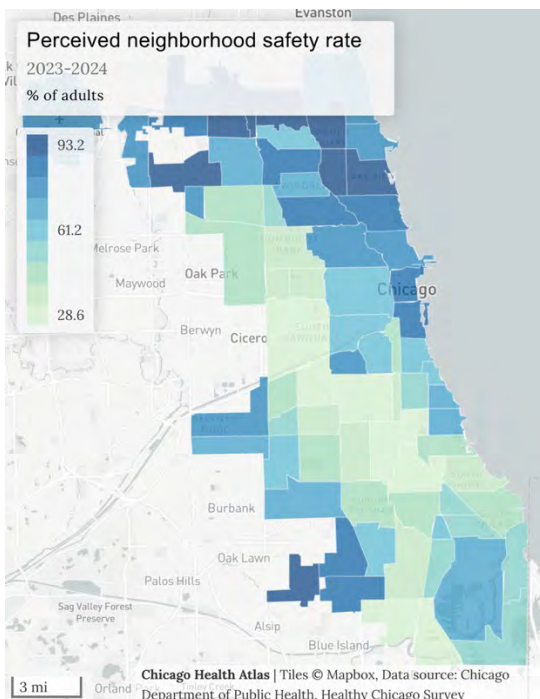 Des Plaines
Evanston
Perceived neighborhood safety rate
2023-2024
% of adults
93.2
61.2
28.6
Melrose Park
Oak Park
Maywood
Chicago
Berwyn
Cicero
Burbank
Oak Lawn
Palos Hills
Sag Valley Forest
Preserve
Alsip
Blue Island
3 mi
Orland
Chicago Health Atlas | Tiles © Mapbox, Data source: Chicago
Department of Public Health, Healthy Chicago Survey